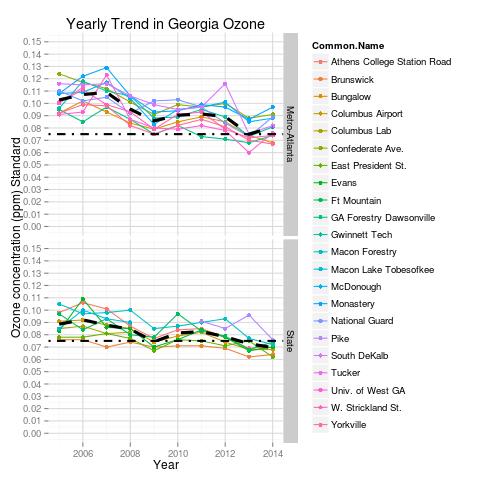 Yearly Trend in Georgia Ozone
Ozone concentration (ppm) Standard
0.15
0.14
0.13
0.12
0.11
0.10
0.09
0.08
0.07
0.06
0.05
0.04
0.03
0.02
0.01
0.00
Metro-Atlanta
0.15
0.14
0.13
0.12
0.11
0.10
0.09
0.08
0.07
0.06
0.05
0.04
0.03
0.02
0.01
0.00
State
2006 2008 2010 2012 2014
Year
Common.Name
Athens College Station Road
Brunswick
Bungalow
Columbus Airport
Columbus Lab
Confederate Ave.
East President St.
Evans
Ft Mountain
GA Forestry Dawsonville
Gwinnett Tech
Macon Forestry
Macon Lake Tobesofkee
McDonough
Monastery
National Guard
Pike
South DeKalb
Tucker
Univ. of West GA
W. Strickland St.
Yorkville